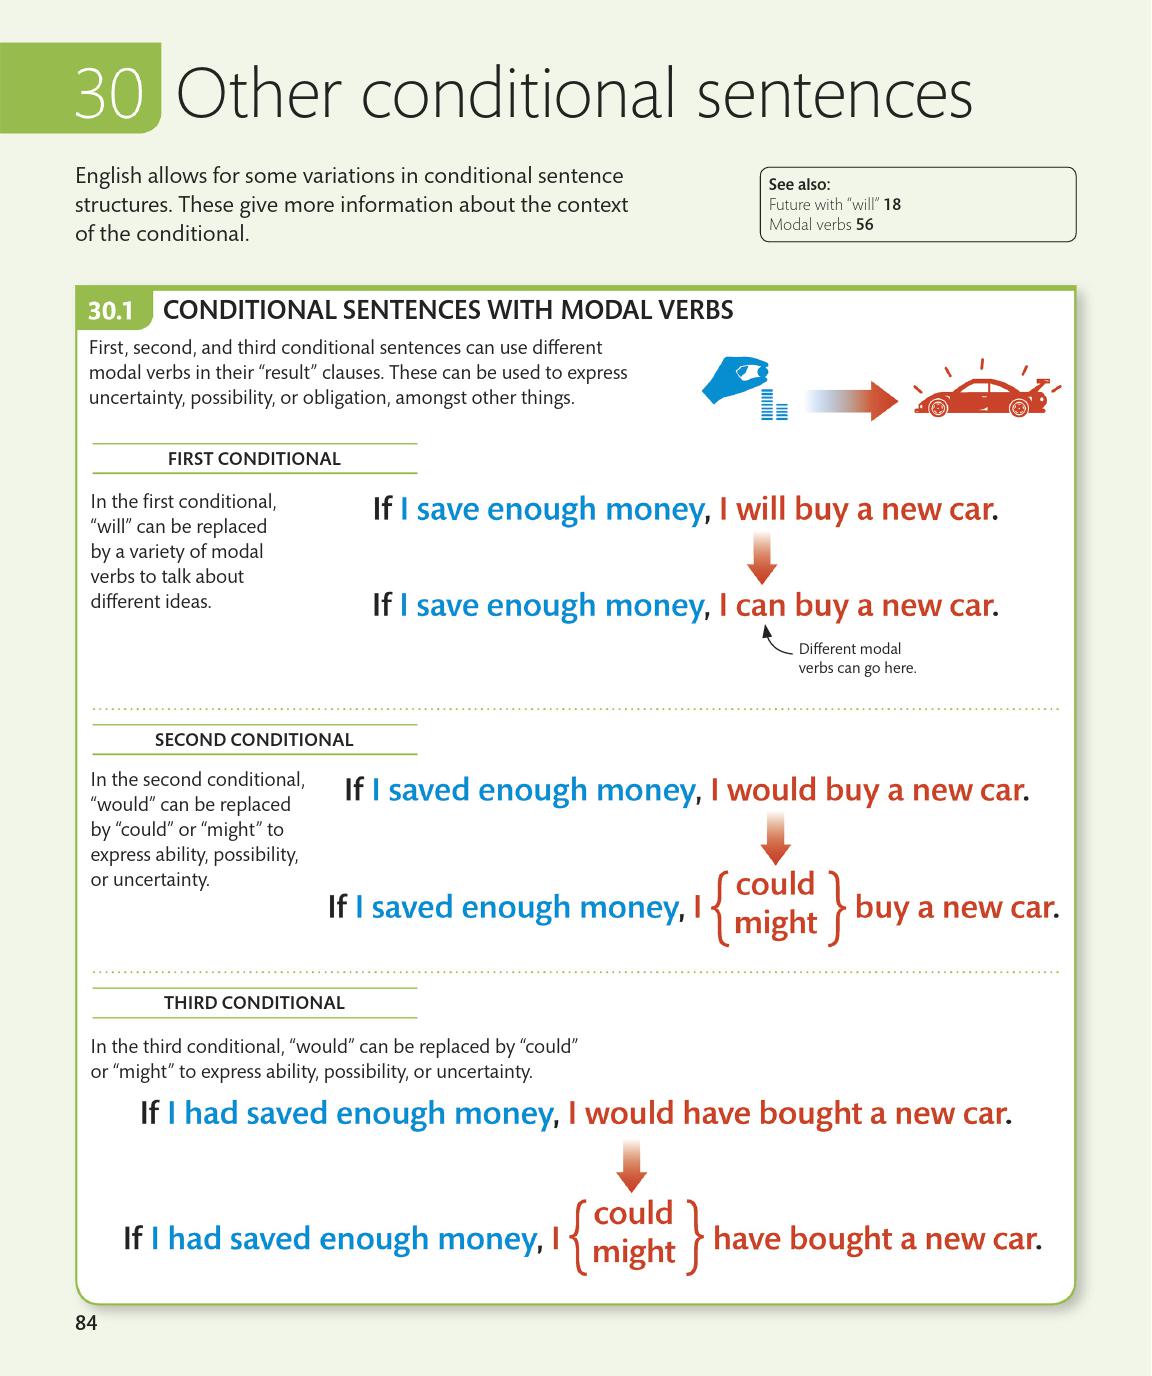 30 Other conditional sentences
English allows for some variations in conditional sentence
structures. These give more information about the context
of the conditional.
See also:
Future with “will” 18
Modal verbs 56
30.1 CONDITIONAL SENTENCES WITH MODAL VERBS
First, second, and third conditional sentences can use different
modal verbs in their “result” clauses. These can be used to express
uncertainty, possibility, or obligation, amongst other things.
FIRST CONDITIONAL
In the first conditional,
“will” can be replaced
by a variety of modal
verbs to talk about
different ideas.
If I save enough money, I will buy a new car.
If I save enough money, I can buy a new car.
Different modal
verbs can go here.
SECOND CONDITIONAL
In the second conditional,
“would” can be replaced
by “could” or “might” to
express ability, possibility,
or uncertainty.
If I saved enough money, I would buy a new car.
If I saved enough money, I { could
might } buy a new car.
THIRD CONDITIONAL
In the third conditional, “would” can be replaced by “could”
or “might” to express ability, possibility, or uncertainty.
If I had saved enough money, I would have bought a new car.
If I had saved enough money, I { could
might } have bought a new car.
84